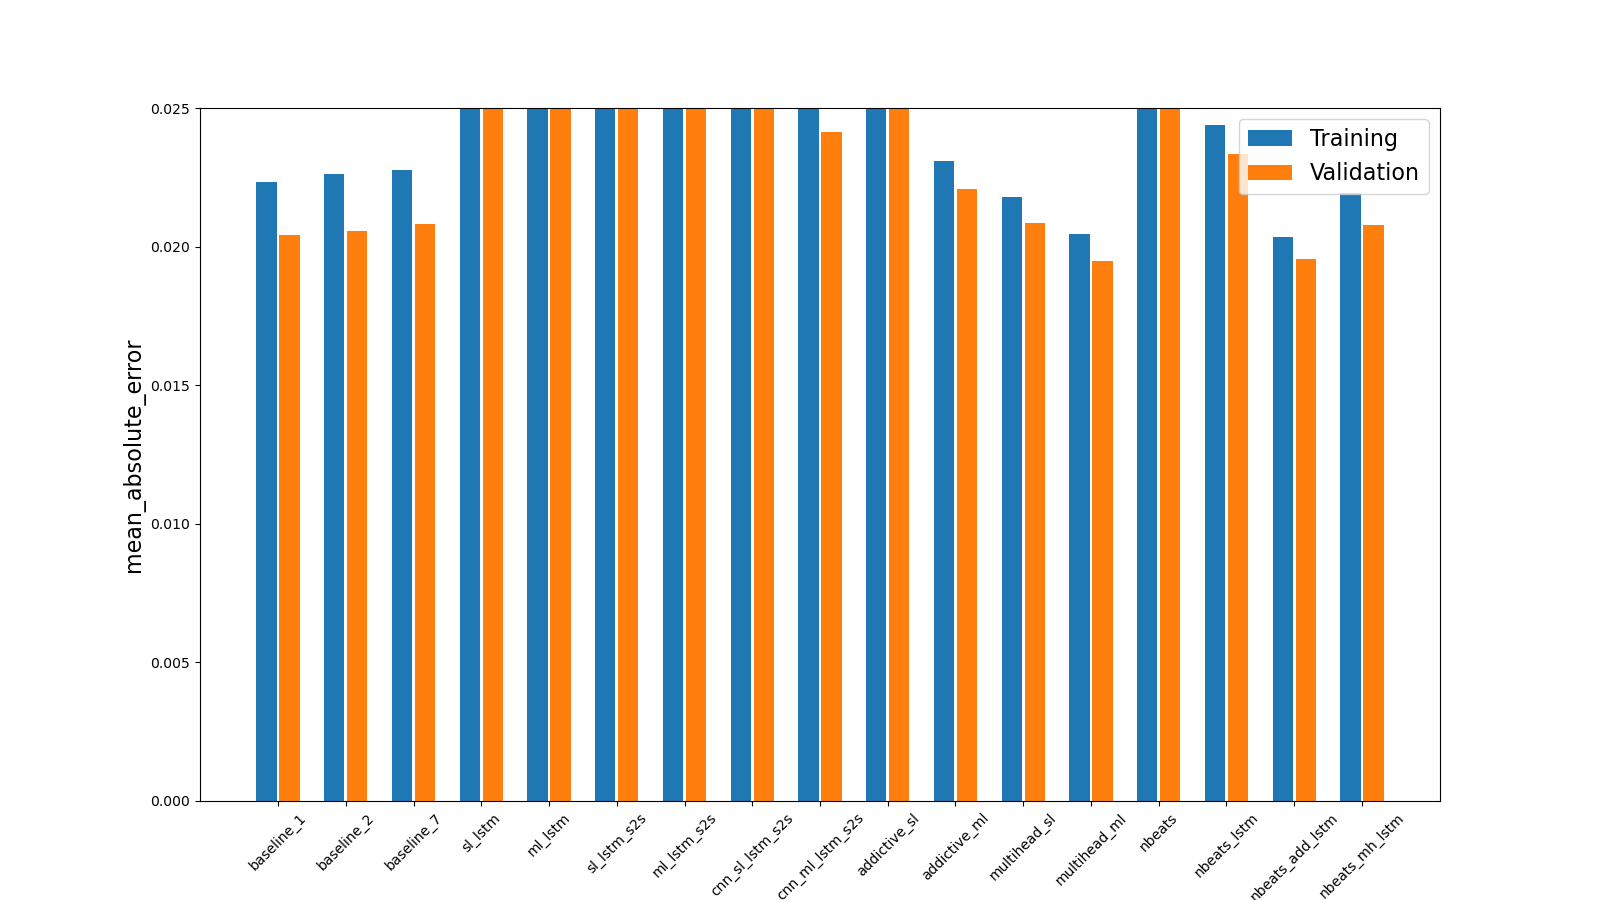 mean_absolute_error
0.025
0.020
0.015
0.010
0.005
0.000
Training
Validation
baseline_1
baseline_2
baseline_7
sl_lstm
ml_lstm
sl_lstm_s2s
ml_lstm_s2s
cnn_sl_lstm_s2s
cnn_ml_lstm_s2s
addictive_sl
addictive_ml
multihead_sl
multihead_ml
nbeats
nbeats_lstm
nbeats_add_lstm
nbeats_mh_lstm